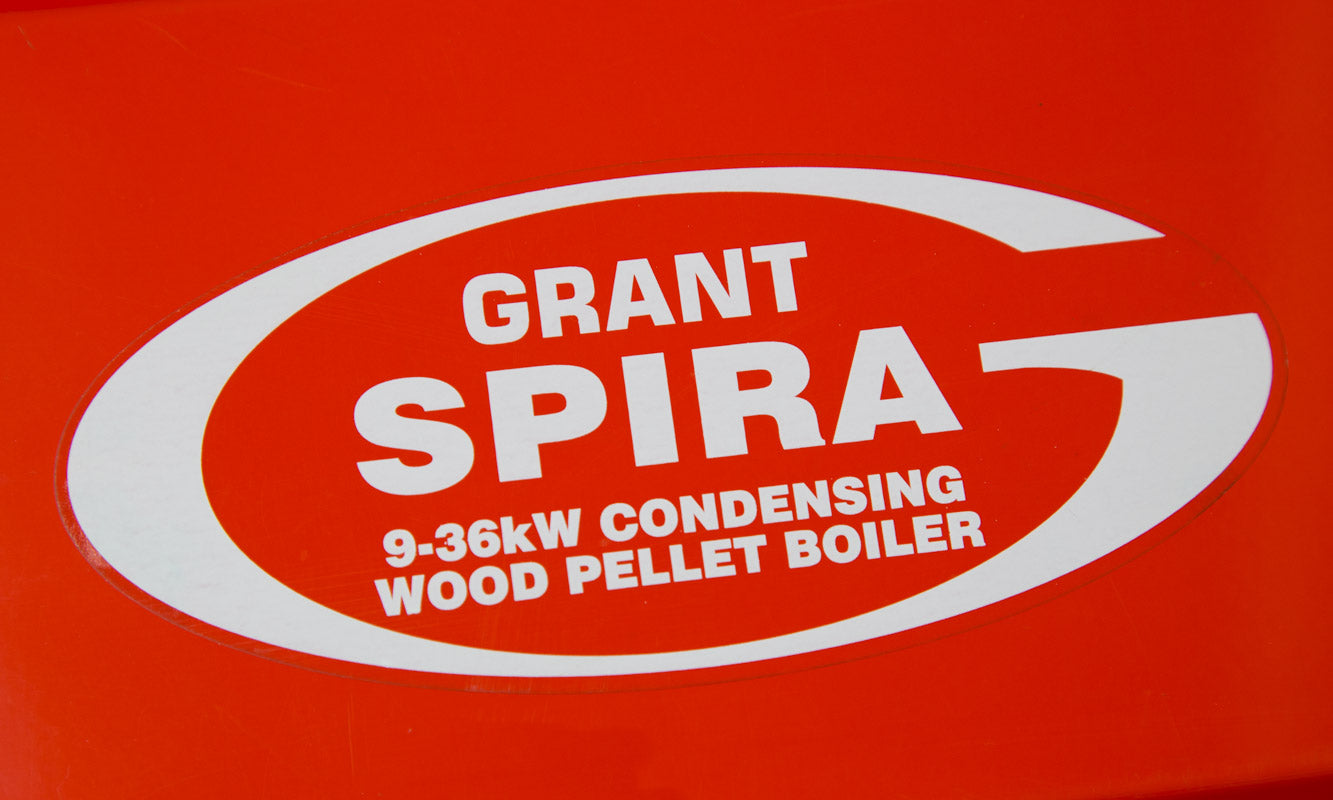 GRANT
SPIRA
9-36kW CONDENSING
WOOD PELLET BOILER